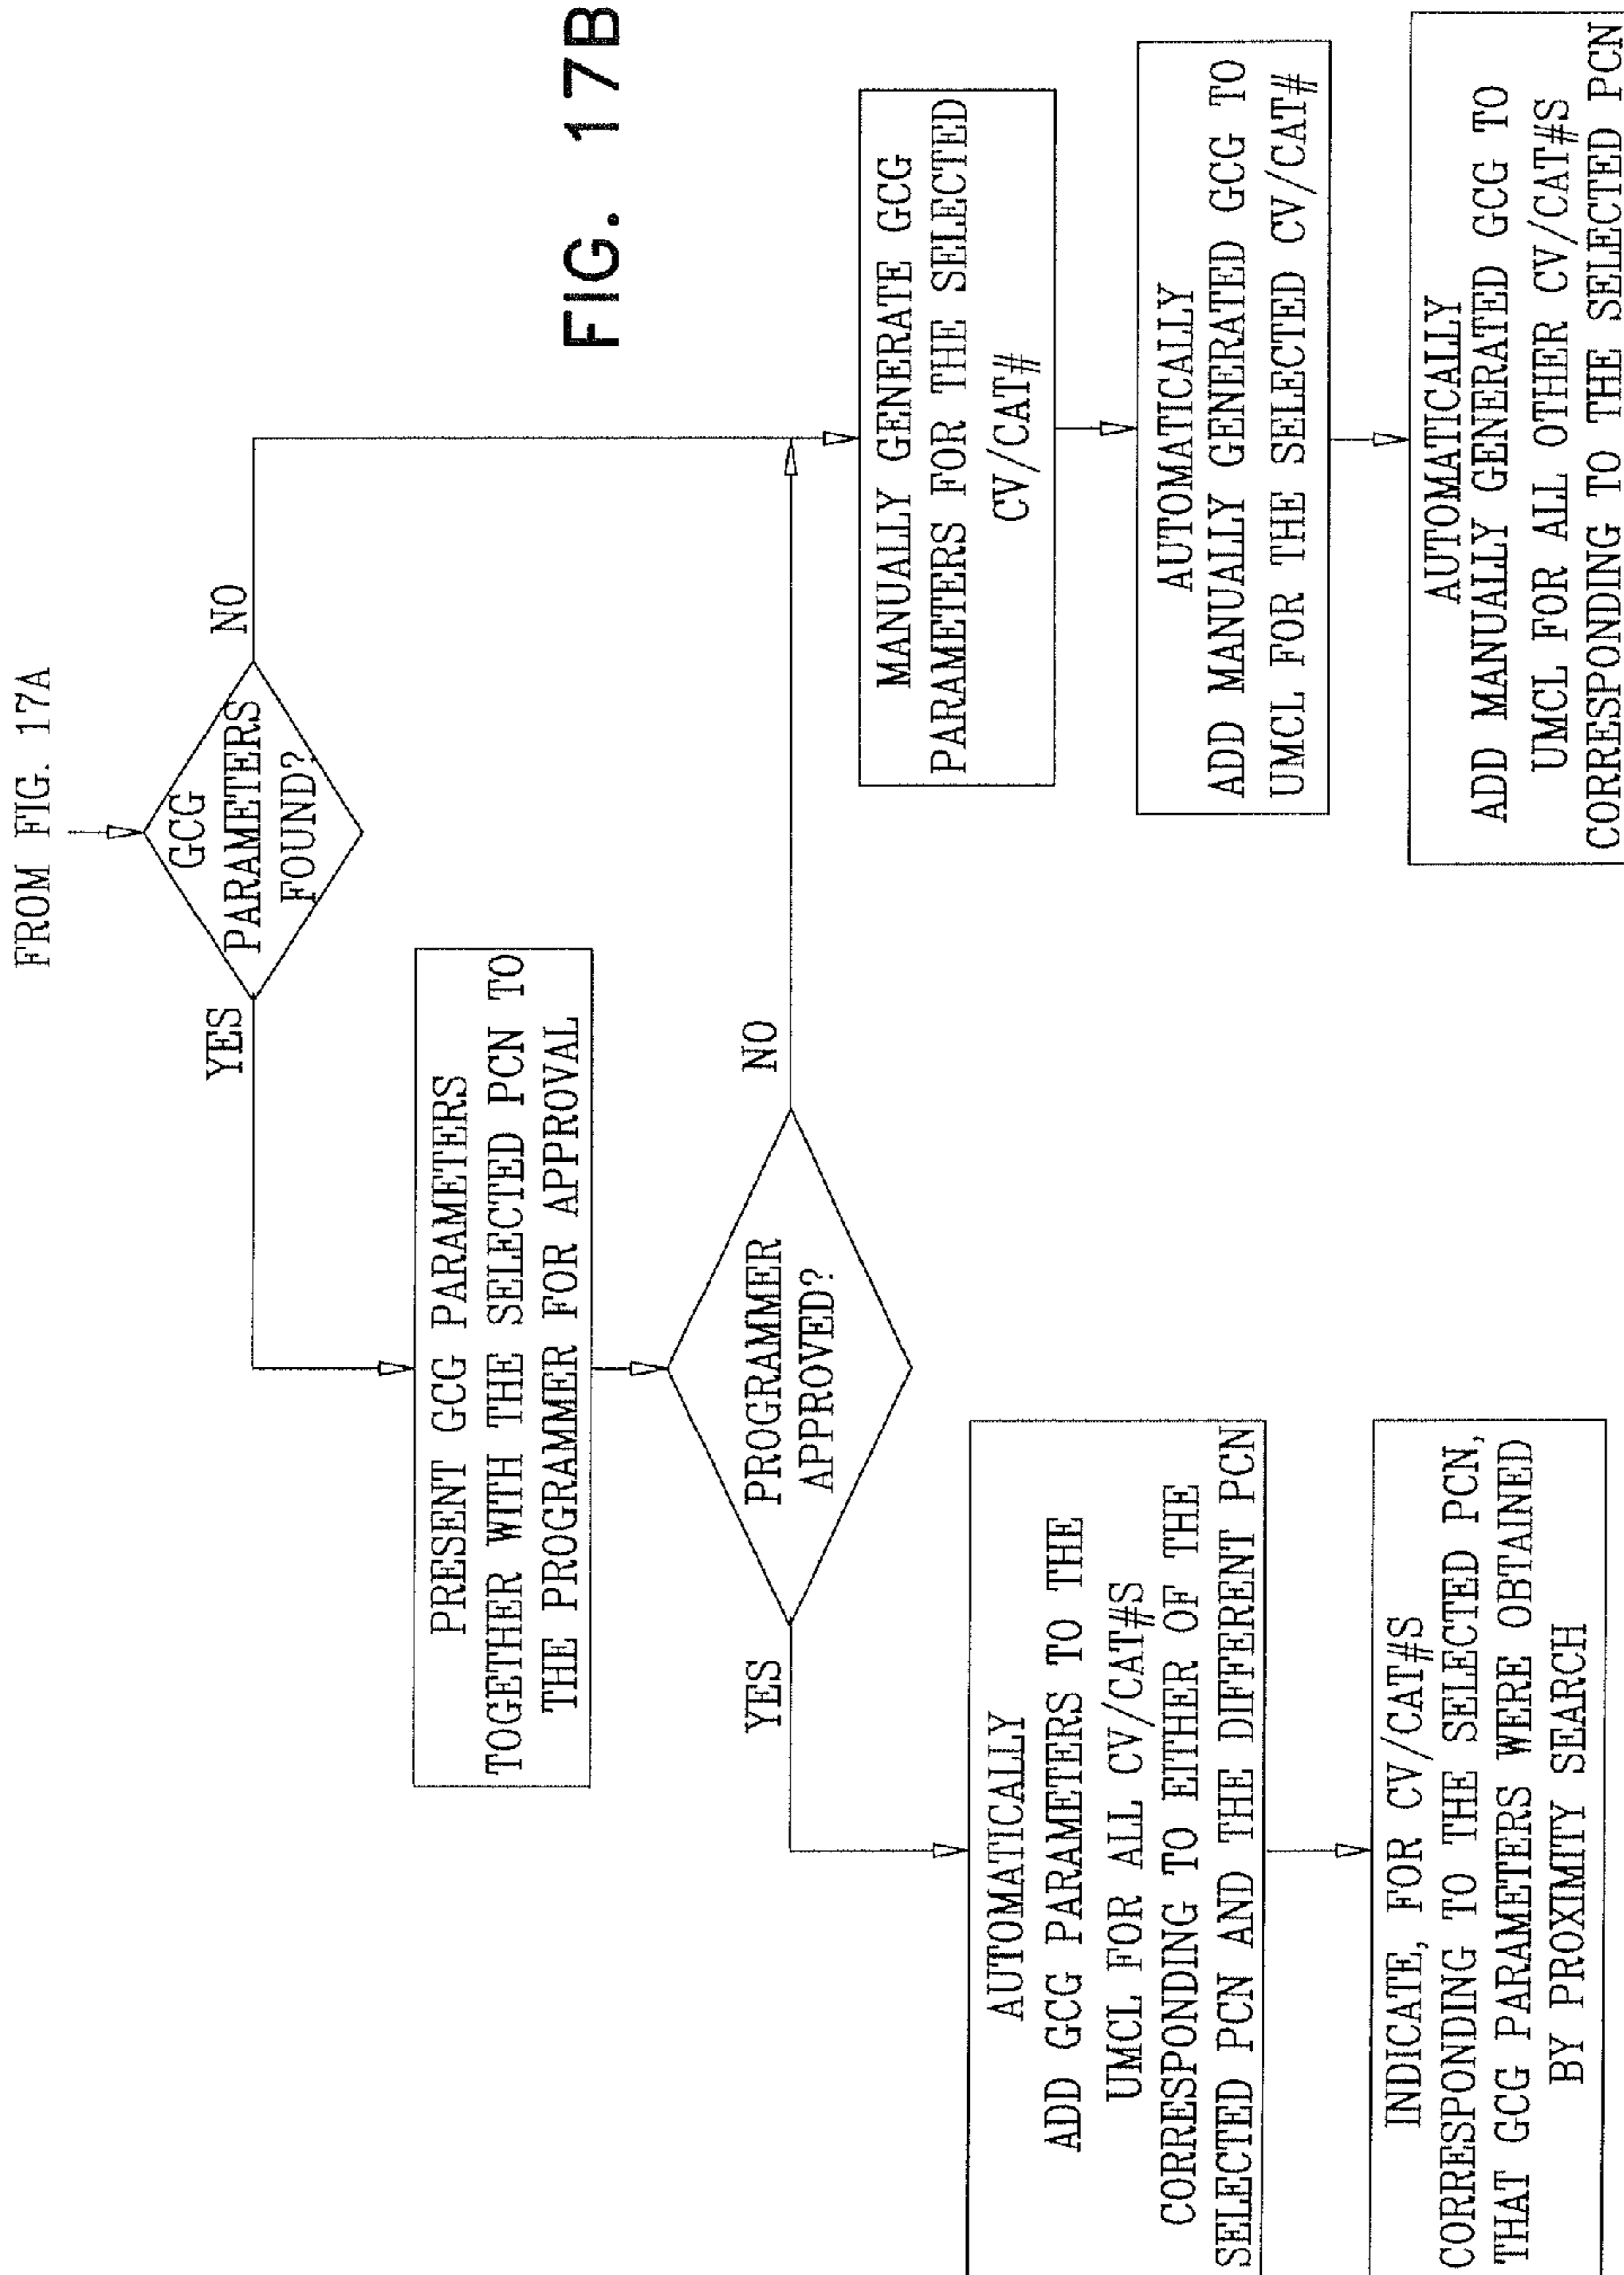 FROM FIG. 17A
GCG
PARAMETERS
FOUND?
YES
NO
PRESENT GCG PARAMETERS
TOGETHER WITH THE SELECTED PCN TO
THE PROGRAMMER FOR APPROVAL
PROGRAMMER
APPROVED?
YES
NO
AUTOMATICALLY
ADD GCG PARAMETERS TO THE
UMCL FOR ALL CV/CAT#S
CORRESPONDING TO EITHER OF THE
SELECTED PCN AND THE DIFFERENT PCN
INDICATE, FOR CV/CAT#S
CORRESPONDING TO THE SELECTED PCN,
THAT GCG PARAMETERS WERE OBTAINED
BY PROXIMITY SEARCH
MANUALLY GENERATE GCG
PARAMETERS FOR THE SELECTED
CV/CAT#
AUTOMATICALLY
ADD MANUALLY GENERATED GCG TO
UMCL FOR THE SELECTED CV/CAT#
AUTOMATICALLY
ADD MANUALLY GENERATED GCG TO
UMCL FOR ALL OTHER CV/CAT#S
CORRESPONDING TO THE SELECTED PCN
FIG. 17B